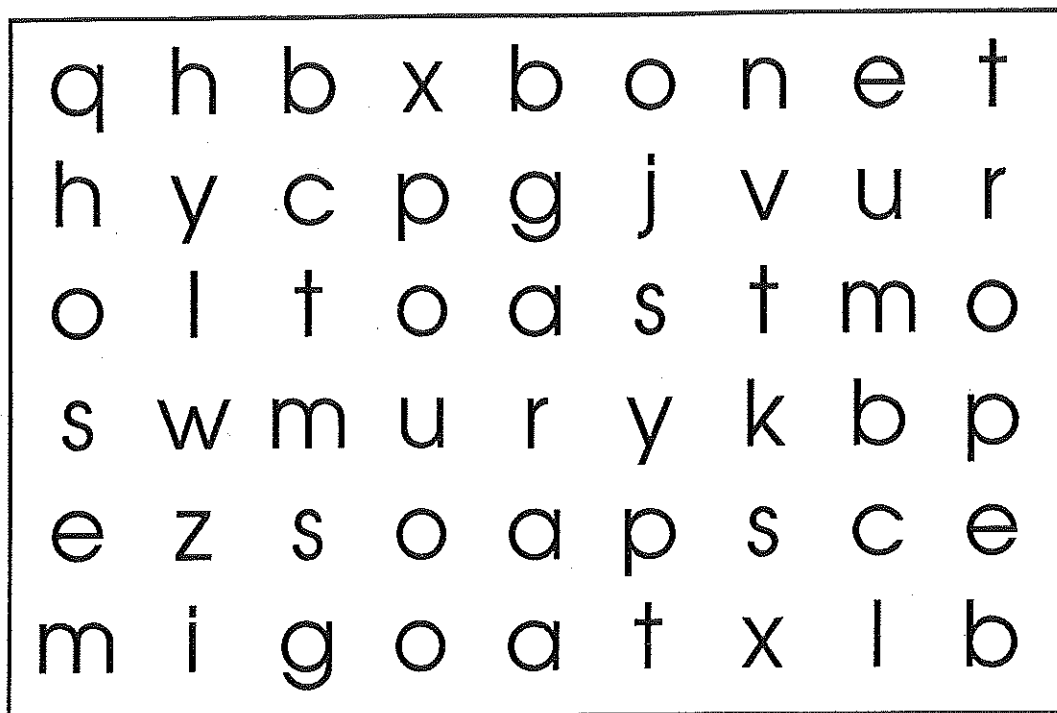 q h b x b o n e t
h y c p g j v u r
o l t o a s t m o
s w m u r y k b p
e z s o a p s c e
m i g o a t x l b